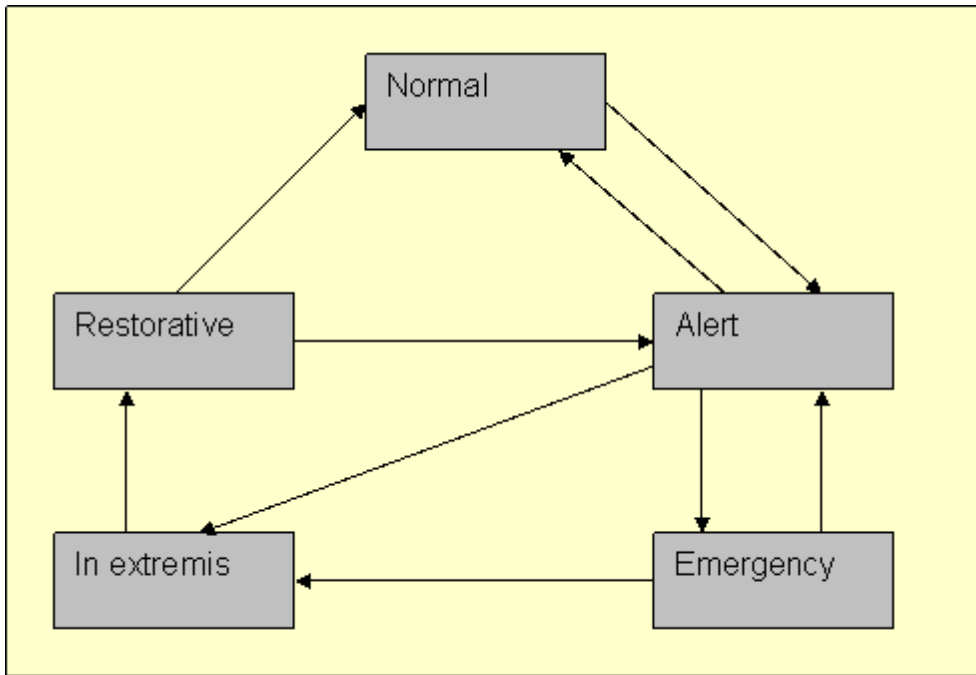 Normal
Restorative
Alert
In extremis
Emergency